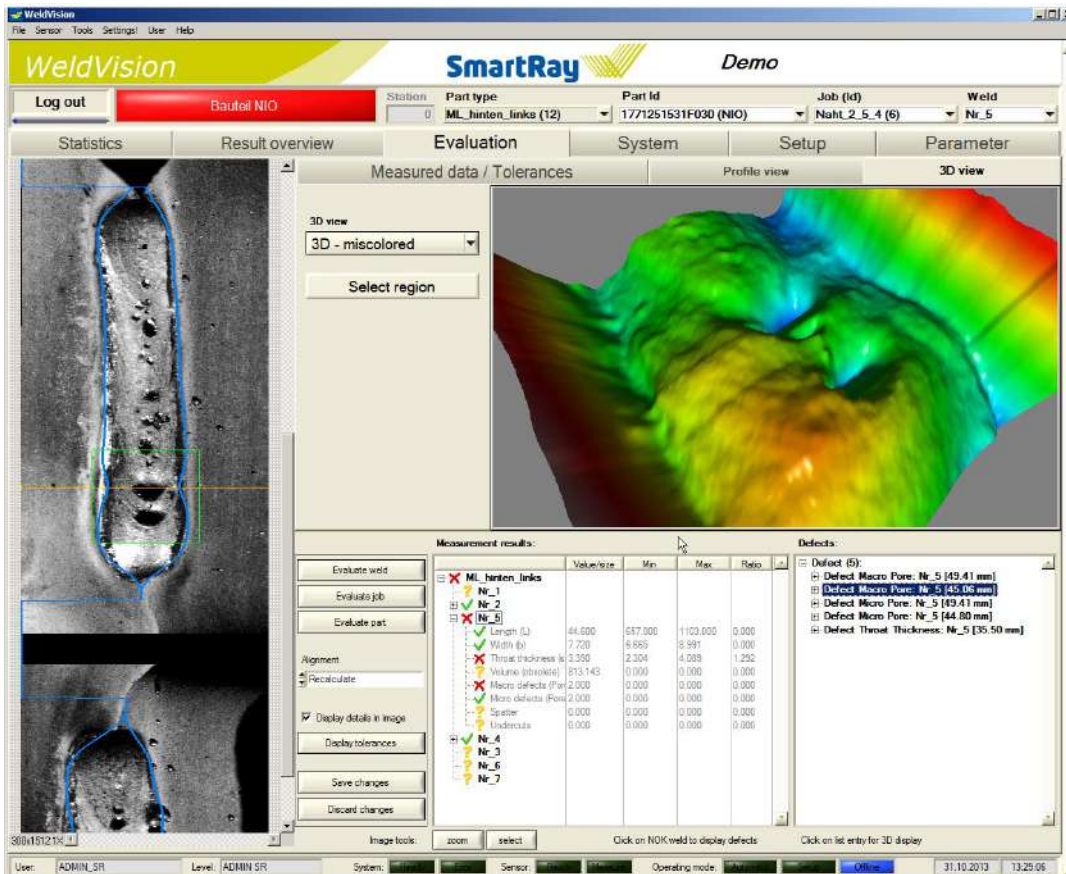 WeldVision
File Sensor Tools Settings! User Help
WeldVision SmartRay Demo
Log out
Bauteil NIO
Station
0
Part type
ML_hinten_links (12)
Part Id
1771251531F030 (NIO)
Job (Id)
Naht_2_5_4 (6)
Weld
Nr_5
Statistics Result overview Evaluation System Setup Parameter
Measured data / Tolerances Profile view 3D view
3D view
3D - miscolored
Select region
Measurement results:
Defects:
Evaluate weld
Evaluate job
Evaluate part
Alignment
Recalculate
Display details in image
Display tolerances
Save changes
Discard changes
Value/size Min Max Ratio
ML_hinten_links
Nr_1
Nr_2
Nr_5
Length (L) 44.600 657.000 1103.000 0.000
Width (b) 7.720 6.665 8.991 0.000
Throat thickness 3.350 2.304 4.089 1.292
Volume (obsolete) 813.143 0.000 0.000 0.000
Macro defects (Por 2.000 0.000 0.000 0.000
Micro defects (Pore 2.000 0.000 0.000 0.000
Spatter 0.000 0.000 0.000 0.000
Undercuts 0.000 0.000 0.000 0.000
Nr_4
Nr_3
Nr_6
Nr_7
Defect (5):
Defect Macro Pore: Nr_5 [49.41 mm]
Defect Macro Pore: Nr_5 [45.06 mm]
Defect Micro Pore: Nr_5 [49.41 mm]
Defect Micro Pore: Nr_5 [44.80 mm]
Defect Throat Thickness: Nr_5 [35.50 mm]
Image tools: zoom select Click on NOK weld to display defects Click on list entry for 3D display
User: ADMIN_SR Level: ADMIN SR System: Sensor: Operating mode: Offline 31.10.2013 13:29:06